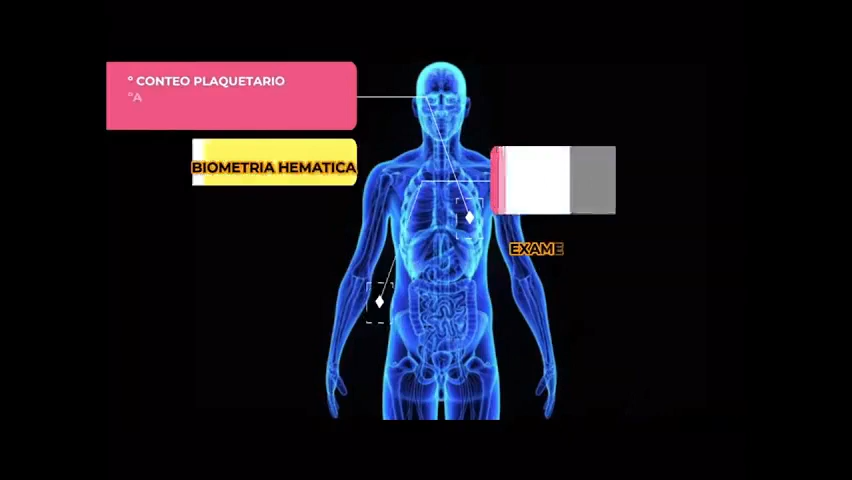 ° CONTEO PLAQUETARIO
°A
BIOMETRIA HEMATICA
EXAME